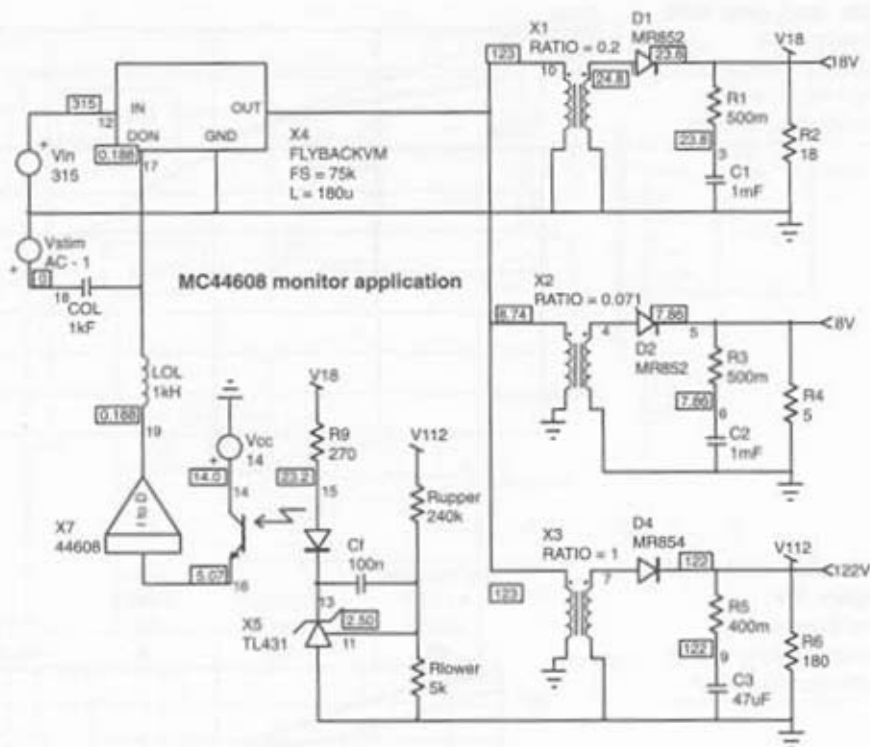 X1
RATIO = 0.2
D1
MR852
V18
18V
123
10
24.8
23.6
R1
500m
23.8
3
C1
1mF
R2
18
315
12
IN
OUT
DON
GND
0.188
17
X4
FLYBACKVM
FS = 75k
L = 180u
Vin
315
Vstim
AC - 1
0
18
COL
1kF
MC44608 monitor application
X2
RATIO = 0.071
8.74
4
7.86
5
8V
D2
MR852
R3
500m
7.86
6
C2
1mF
R4
5
LOL
1kH
0.188
19
Vcc
14
14.0
14
V18
R9
270
23.2
15
V112
Rupper
240k
X7
44608
I to D
5.07
16
Cf
100n
13
2.50
11
X5
TL431
Rlower
5k
X3
RATIO = 1
D4
MR854
V112
122V
123
7
122
R5
400m
122
9
C3
47uF
R6
180